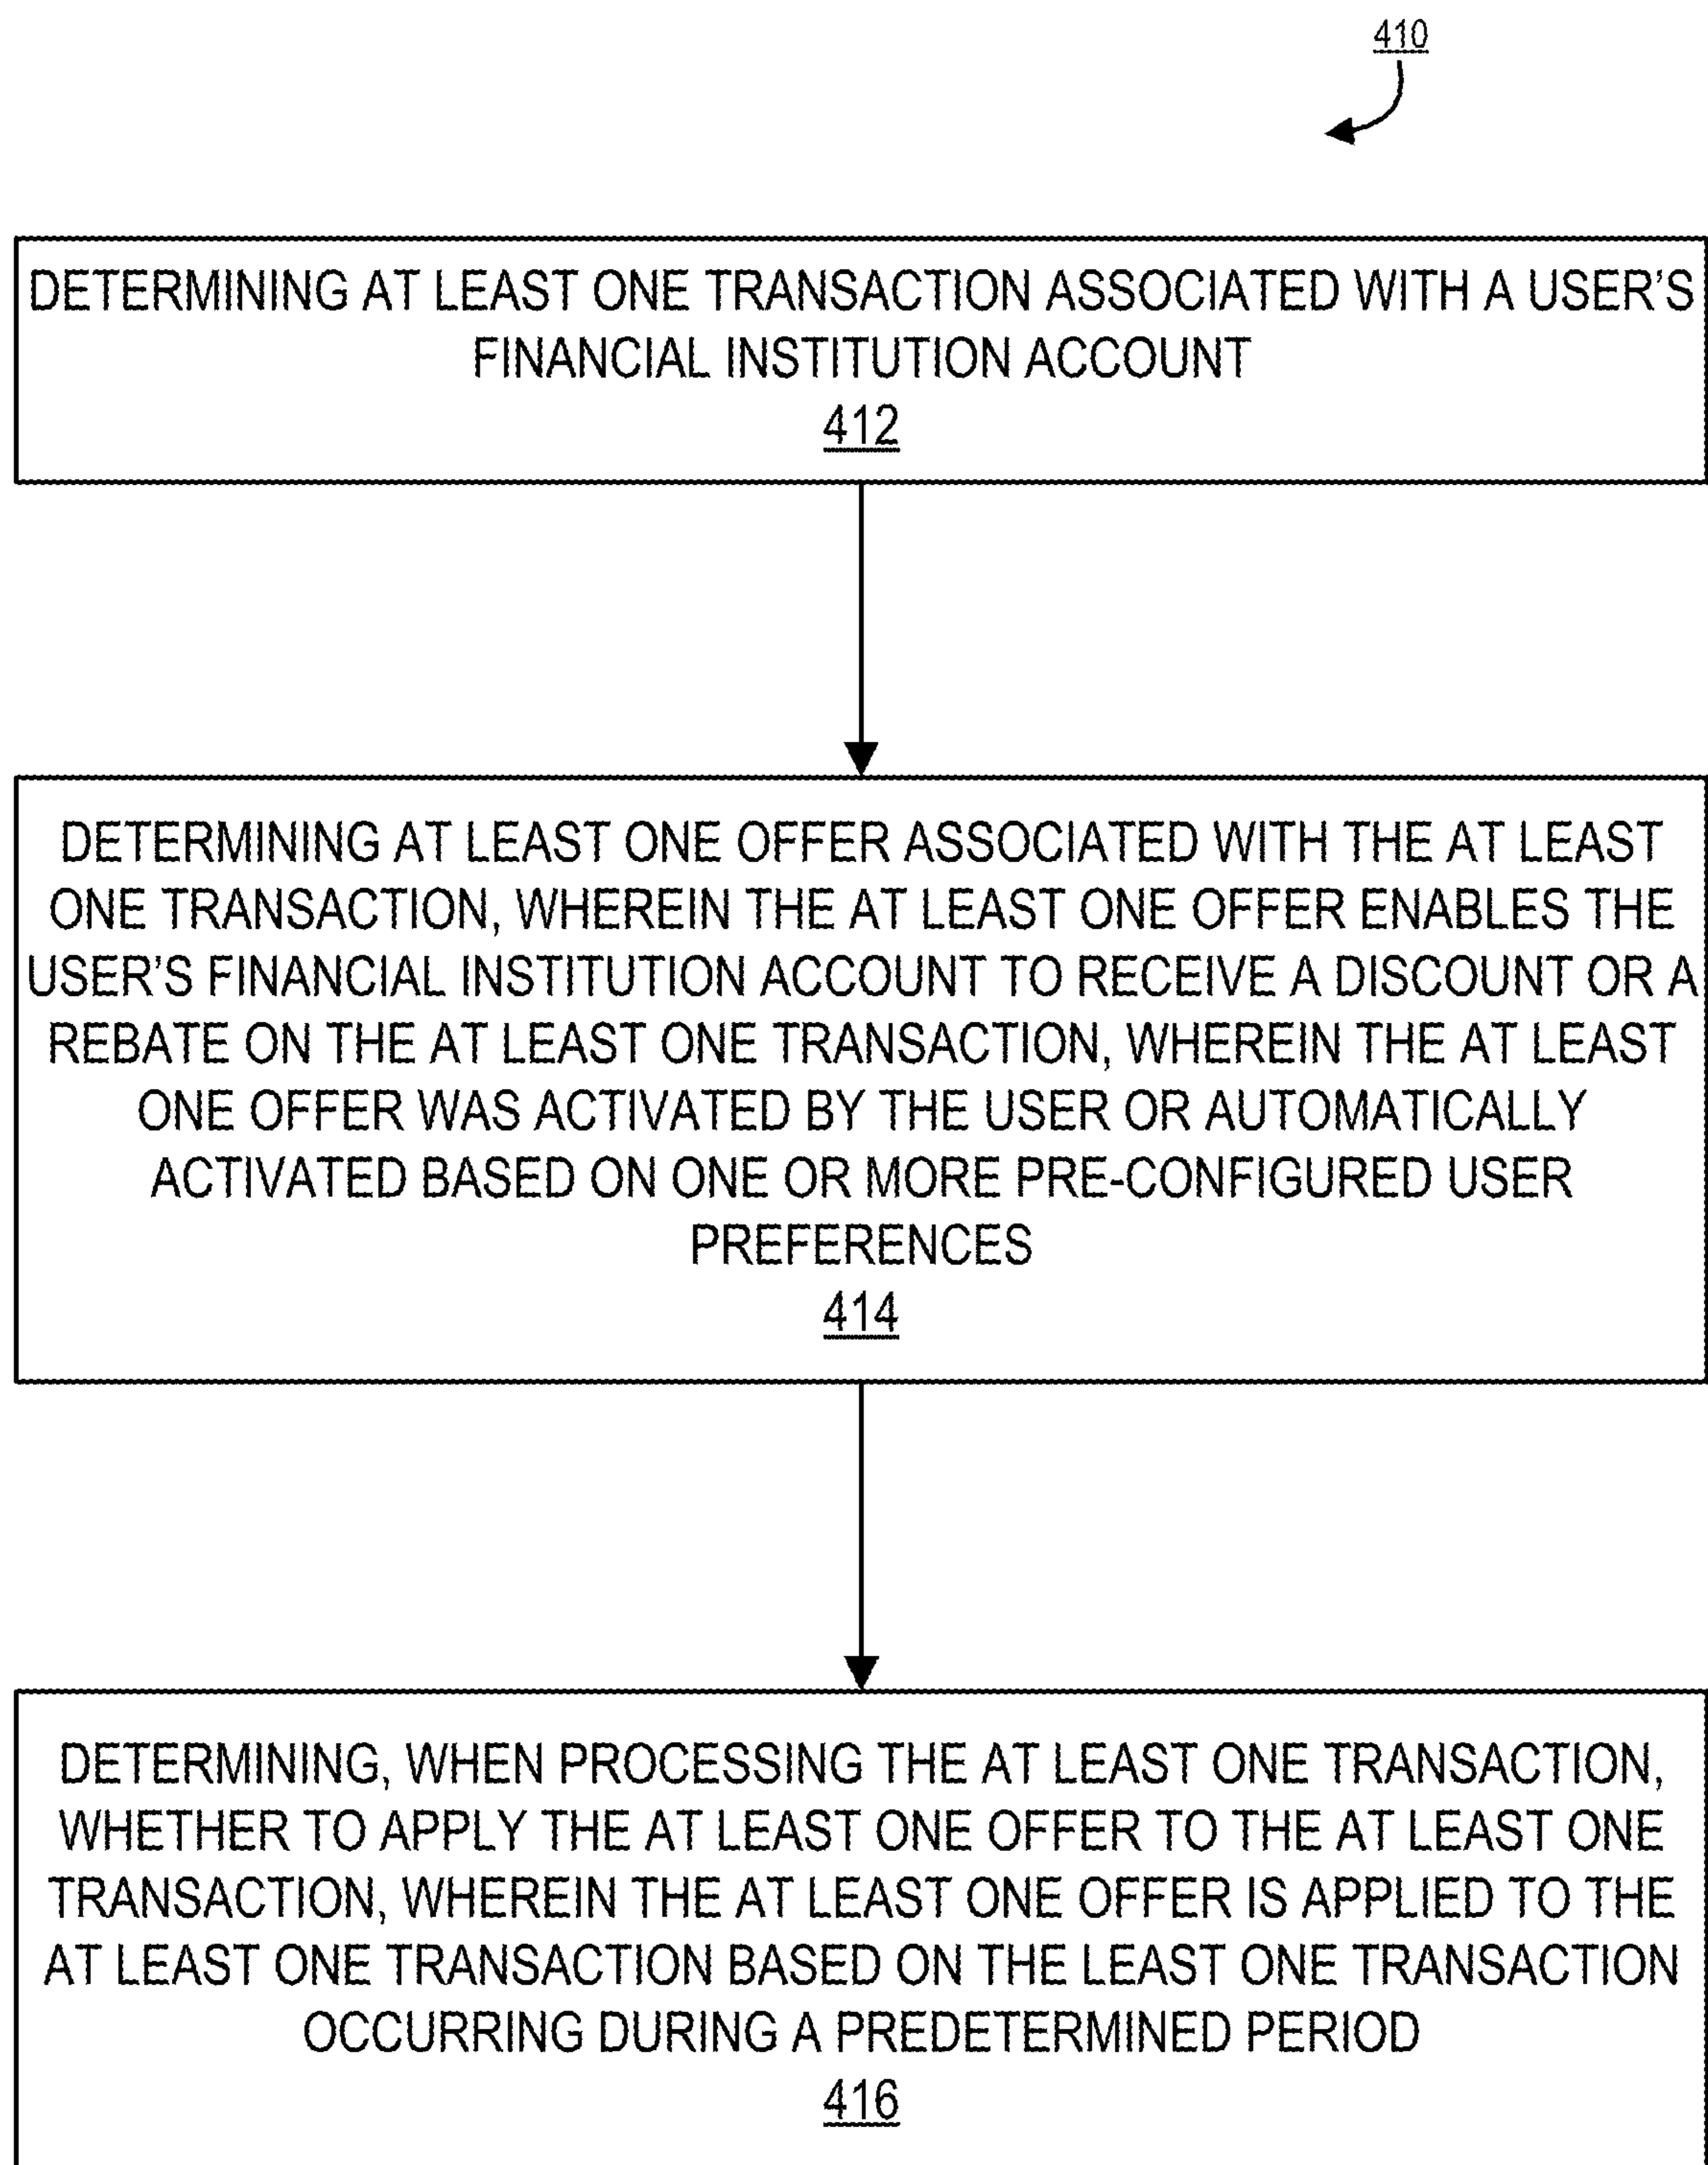 410
DETERMINING AT LEAST ONE TRANSACTION ASSOCIATED WITH A USER'S
FINANCIAL INSTITUTION ACCOUNT
412
DETERMINING AT LEAST ONE OFFER ASSOCIATED WITH THE AT LEAST
ONE TRANSACTION, WHEREIN THE AT LEAST ONE OFFER ENABLES THE
USER'S FINANCIAL INSTITUTION ACCOUNT TO RECEIVE A DISCOUNT OR A
REBATE ON THE AT LEAST ONE TRANSACTION, WHEREIN THE AT LEAST
ONE OFFER WAS ACTIVATED BY THE USER OR AUTOMATICALLY
ACTIVATED BASED ON ONE OR MORE PRE-CONFIGURED USER
PREFERENCES
414
DETERMINING, WHEN PROCESSING THE AT LEAST ONE TRANSACTION,
WHETHER TO APPLY THE AT LEAST ONE OFFER TO THE AT LEAST ONE
TRANSACTION, WHEREIN THE AT LEAST ONE OFFER IS APPLIED TO THE
AT LEAST ONE TRANSACTION BASED ON THE LEAST ONE TRANSACTION
OCCURRING DURING A PREDETERMINED PERIOD
416